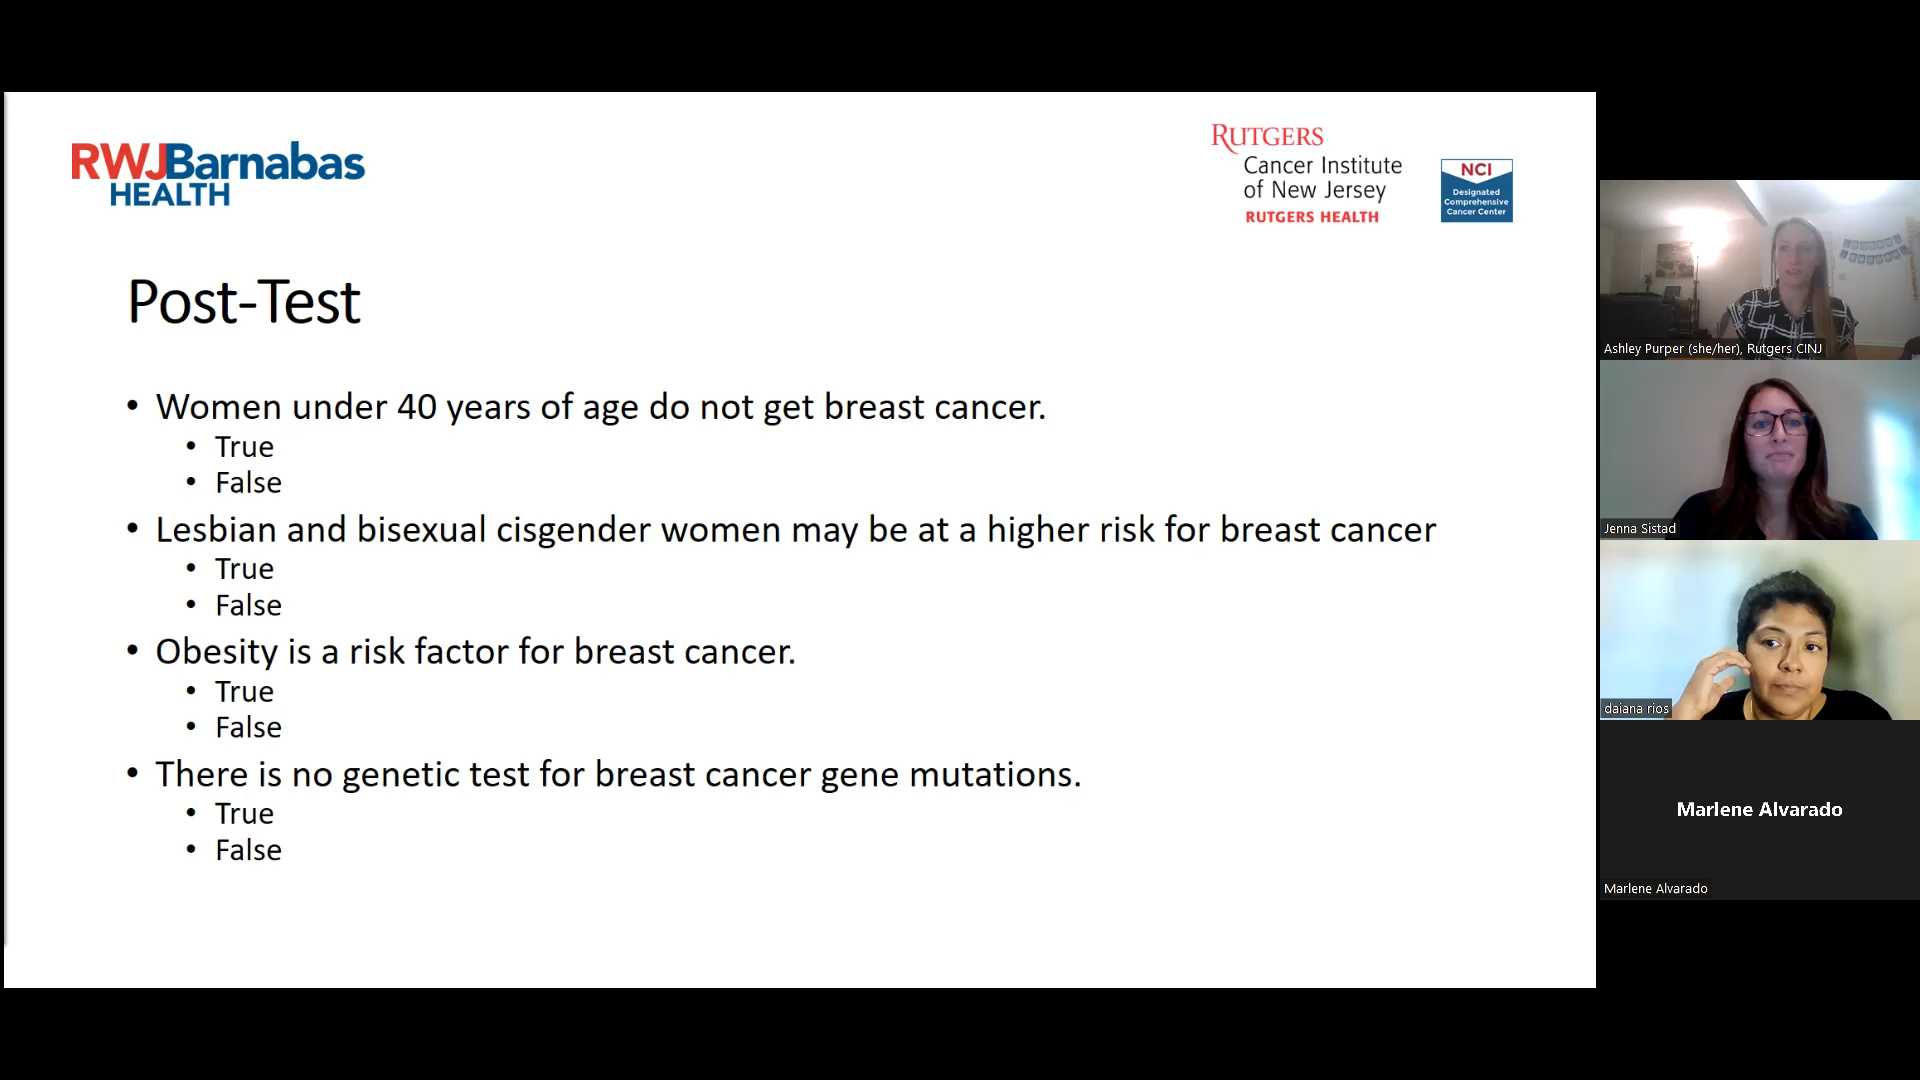 RWJBarnabas
HEALTH
RUTGERS
Cancer Institute
of New Jersey
RUTGERS HEALTH
NCI
Designated
Comprehensive
Cancer Center
Post-Test
• Women under 40 years of age do not get breast cancer.
• True
• False
• Lesbian and bisexual cisgender women may be at a higher risk for breast cancer
• True
• False
• Obesity is a risk factor for breast cancer.
• True
• False
• There is no genetic test for breast cancer gene mutations.
• True
• False
Ashley Purper (she/her), Rutgers CINJ
Jenna Sistad
daiana rios
Marlene Alvarado
Marlene Alvarado